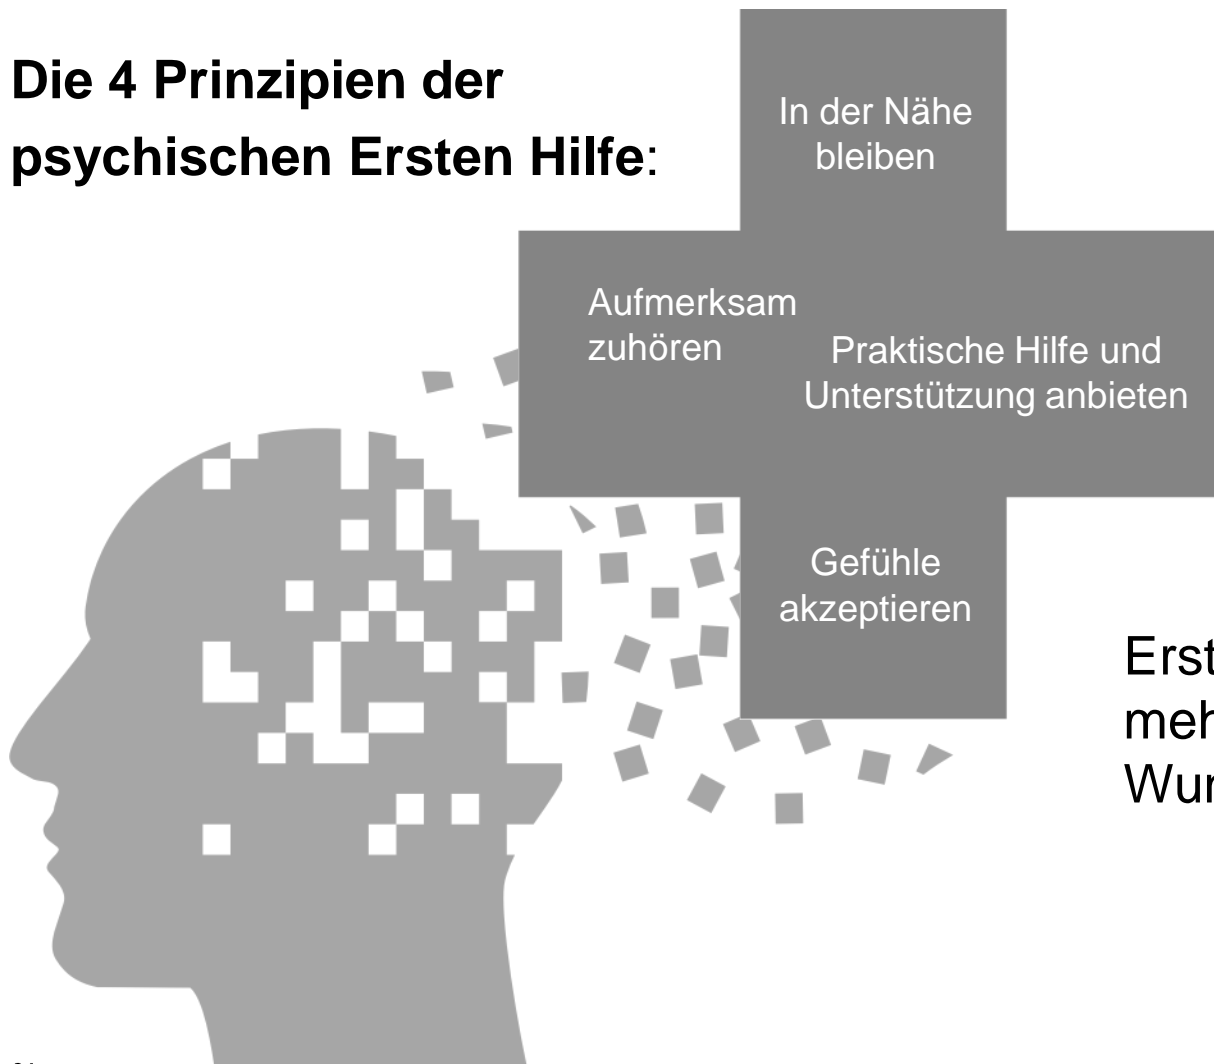 Die 4 Prinzipien der
psychischen Ersten Hilfe:
In der Nähe
bleiben
Aufmerksam
zuhören
Praktische Hilfe und
Unterstützung anbieten
Gefühle
akzeptieren